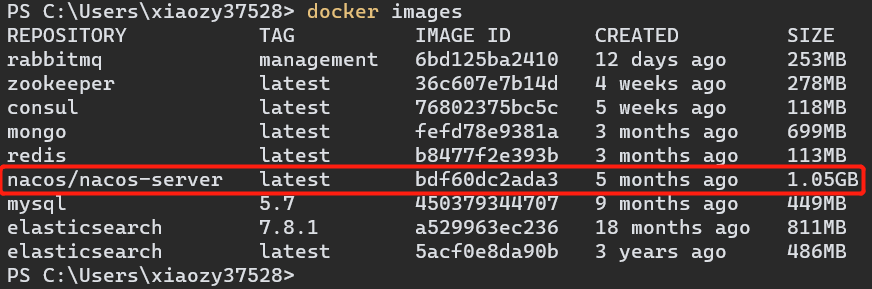 PS C:\Users\xiaozy37528> docker images
REPOSITORY TAG IMAGE ID CREATED SIZE
rabbitmq management 6bd125ba2410 12 days ago 253MB
zookeeper latest 36c607e7b14d 4 weeks ago 278MB
consul latest 76802375bc5c 5 weeks ago 118MB
mongo latest fefd78e9381a 3 months ago 699MB
redis latest b8477f2e393b 3 months ago 113MB
nacos/nacos-server latest bdf60dc2ada3 5 months ago 1.05GB
mysql 5.7 450379344707 9 months ago 449MB
elasticsearch 7.8.1 a529963ec236 18 months ago 811MB
elasticsearch latest 5acf0e8da90b 3 years ago 486MB
PS C:\Users\xiaozy37528>